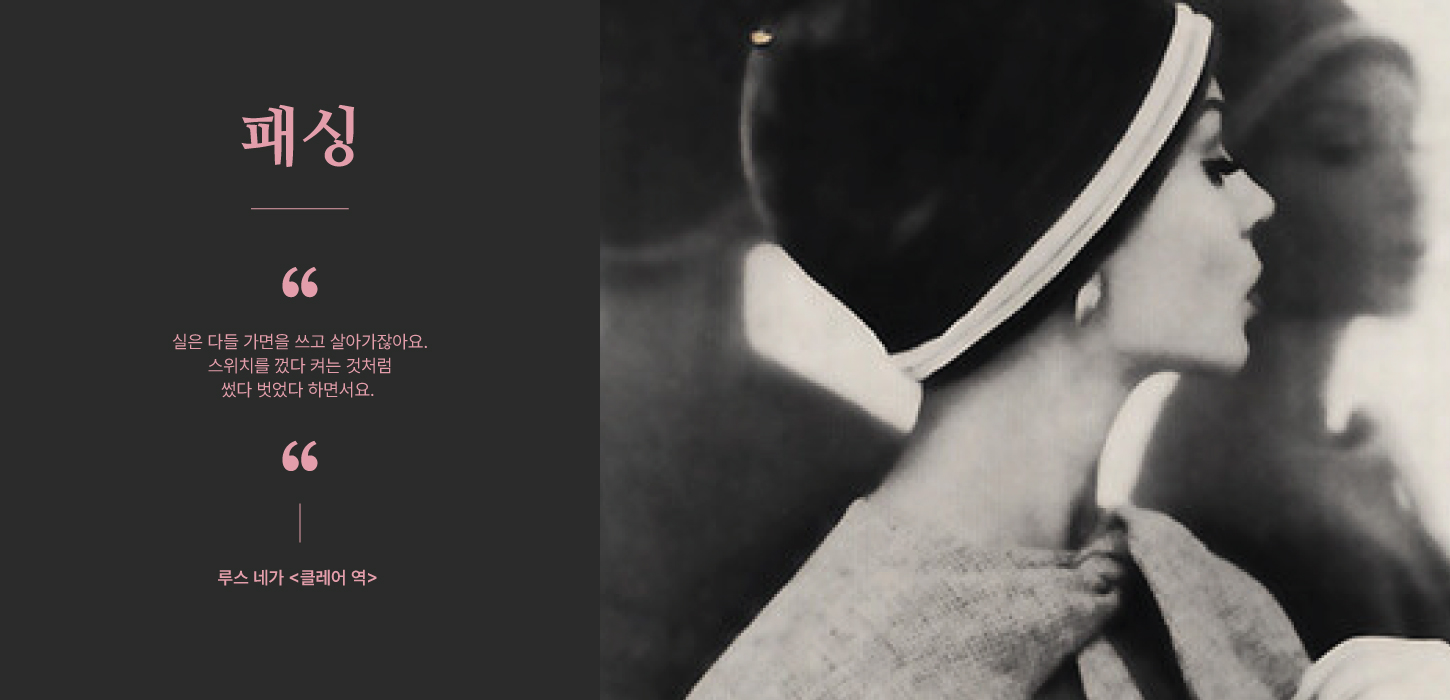 패싱
“
실은 다들 가면을 쓰고 살아가잖아요.
스위치를 껐다 켜는 것처럼
썼다 벗었다 하면서요.
“
루스 네가 <클레어 역>